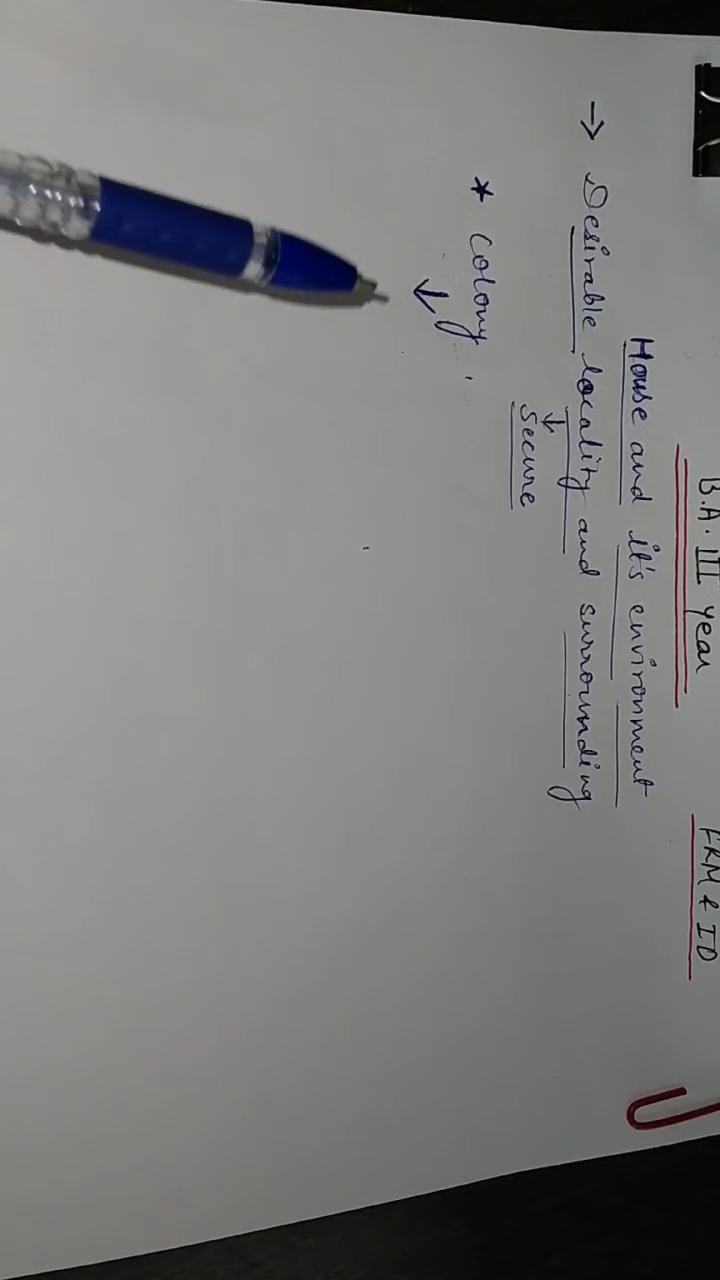 B.A. III year FRM & ID
House and it's environment
→ Desirable locality and surrounding
↓
secure
* Colony
↓